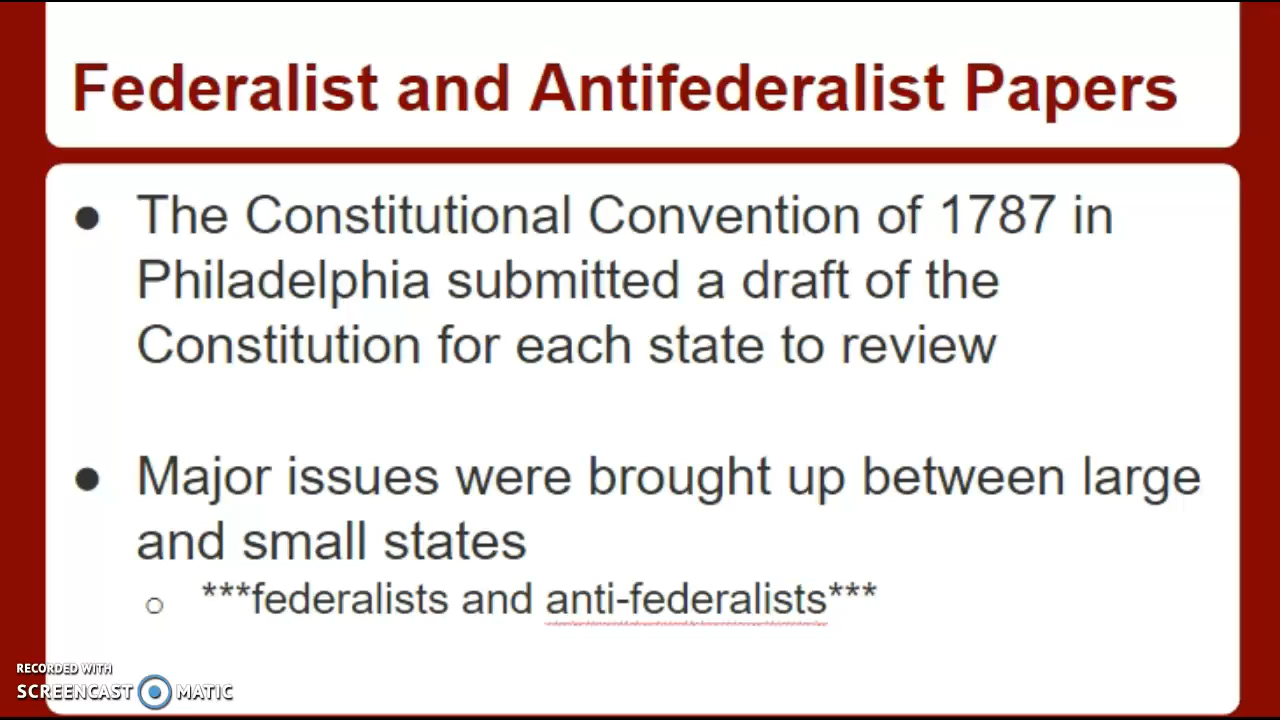 Federalist and Antifederalist Papers
● The Constitutional Convention of 1787 in
Philadelphia submitted a draft of the
Constitution for each state to review
● Major issues were brought up between large
and small states
○ ***federalists and anti-federalists***
RECORDED WITH
SCREENCAST MATIC